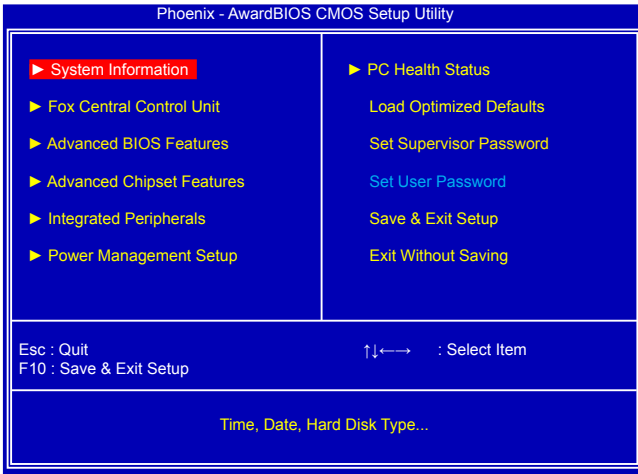 Phoenix - AwardBIOS CMOS Setup Utility
► System Information
► Fox Central Control Unit
► Advanced BIOS Features
► Advanced Chipset Features
► Integrated Peripherals
► Power Management Setup
► PC Health Status
Load Optimized Defaults
Set Supervisor Password
Set User Password
Save & Exit Setup
Exit Without Saving
Esc : Quit
F10 : Save & Exit Setup
↑↓←→ : Select Item
Time, Date, Hard Disk Type...